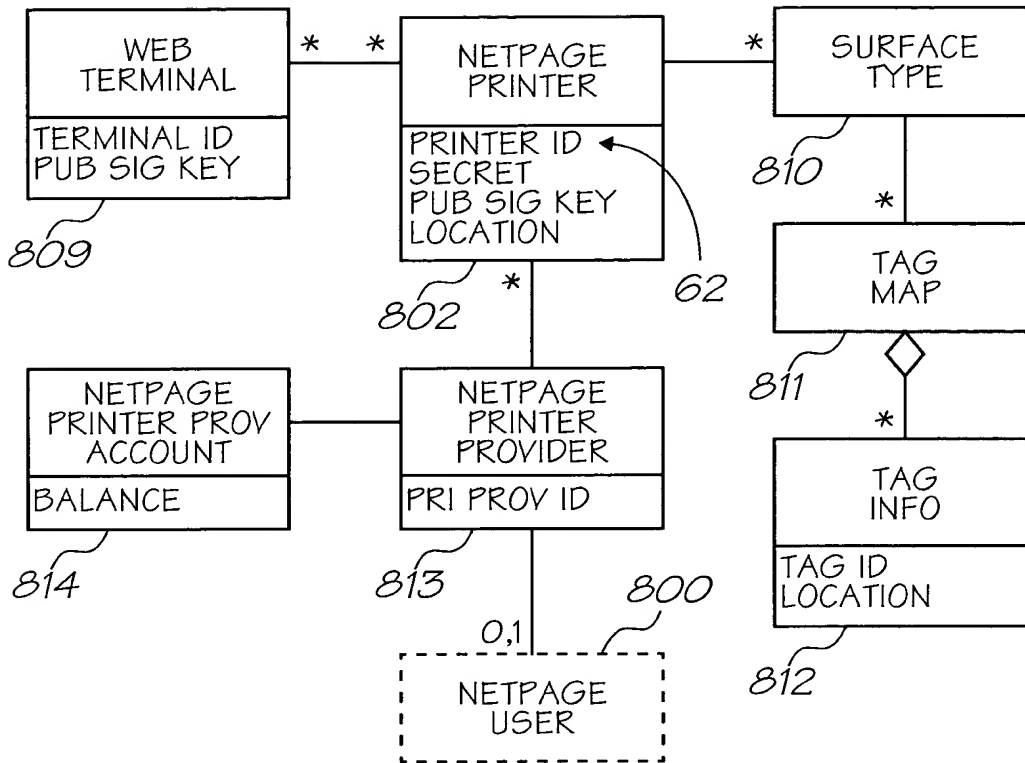 WEB
TERMINAL
TERMINAL ID
PUB SIG KEY
809
* *
NETPAGE
PRINTER
PRINTER ID
SECRET
PUB SIG KEY
LOCATION
62
802
*
*
SURFACE
TYPE
810
*
TAG
MAP
811
*
TAG
INFO
TAG ID
LOCATION
812
NETPAGE
PRINTER PROV
ACCOUNT
BALANCE
814
NETPAGE
PRINTER
PROVIDER
PRI PROV ID
813
0,1
800
NETPAGE
USER